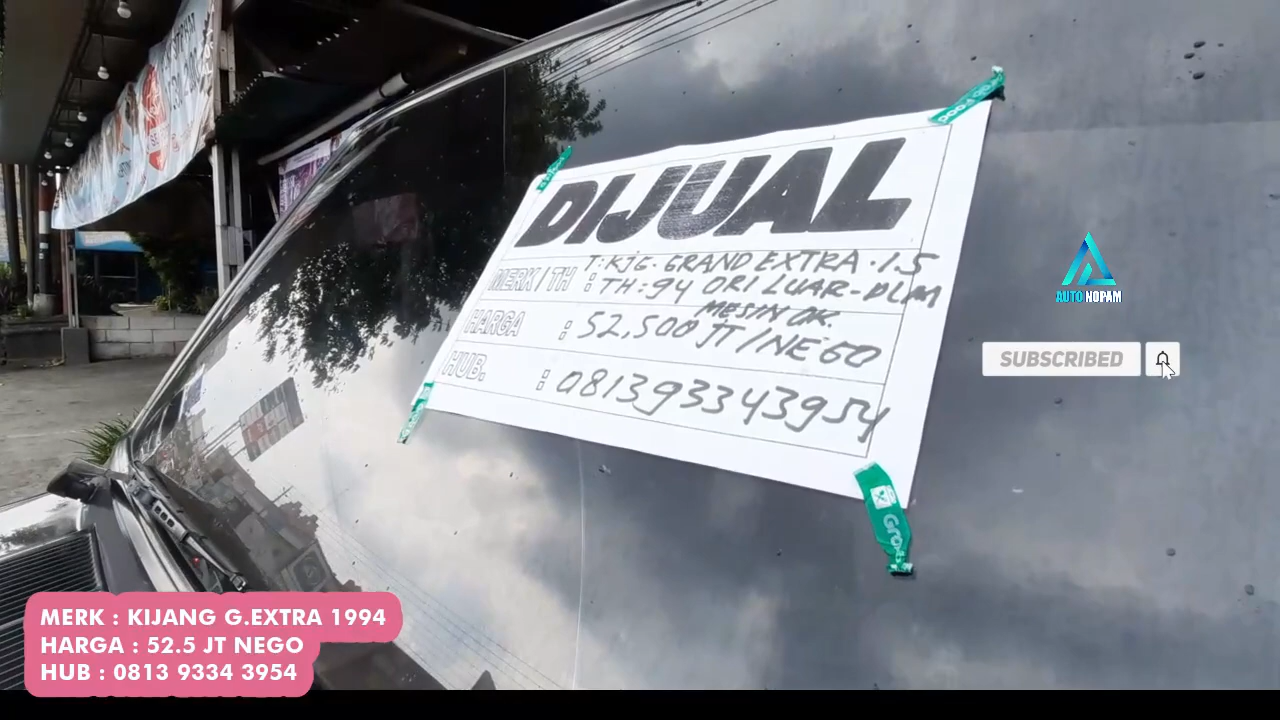 DIJUAL
MERK / TH : T: KJG. GRAND EXTRA . 1.5
TH : 94 ORI LUAR - DLM
MESIN OK.
HARGA : 52,500 JT / NEGO
HUB. : 081393343954
Grab
AUTO NOPAM
SUBSCRIBED
MERK : KIJANG G.EXTRA 1994
HARGA : 52.5 JT NEGO
HUB : 0813 9334 3954